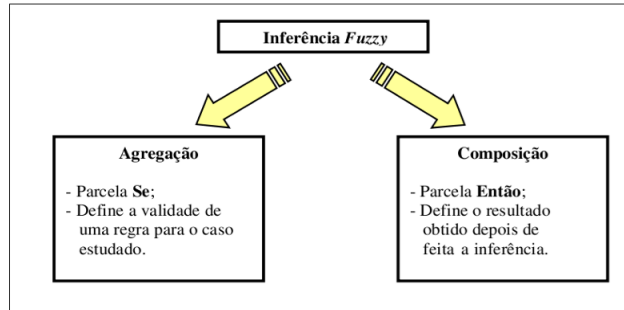 Inferência Fuzzy
Agregação
- Parcela Se;
- Define a validade de
uma regra para o caso
estudado.
Composição
- Parcela Então;
- Define o resultado
obtido depois de
feita a inferência.